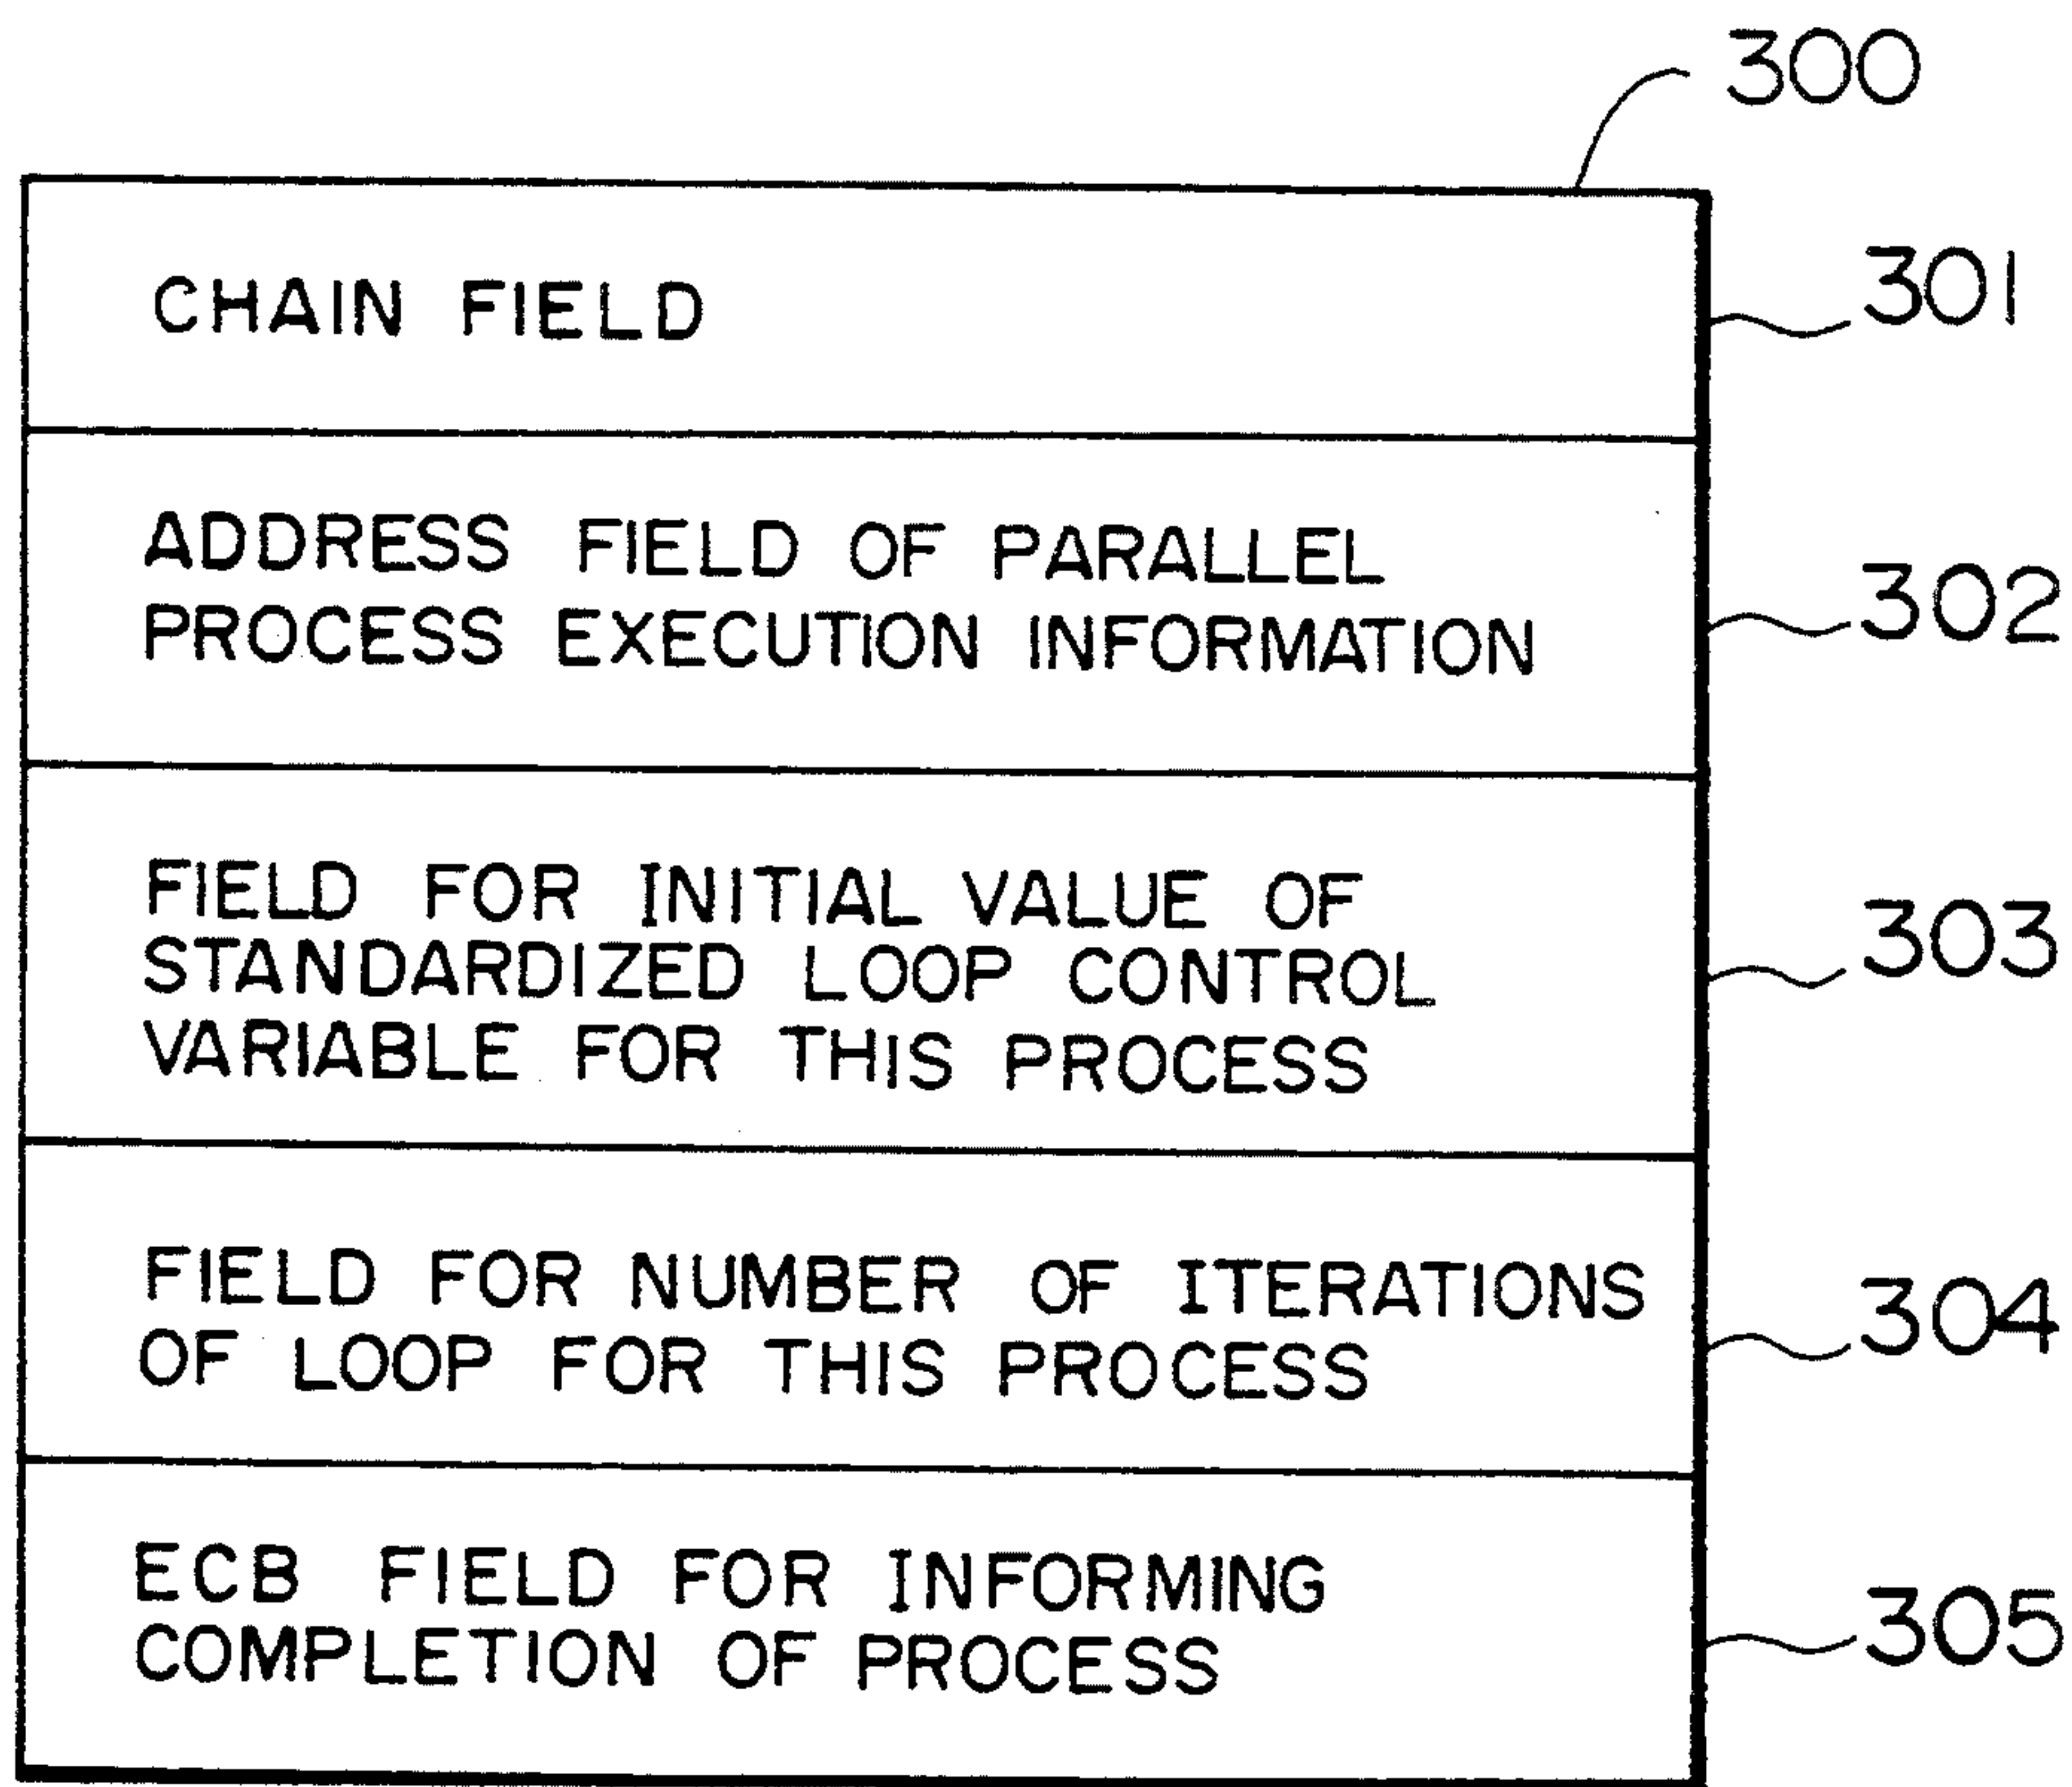 300
CHAIN FIELD
301
ADDRESS FIELD OF PARALLEL
PROCESS EXECUTION INFORMATION
302
FIELD FOR INITIAL VALUE OF
STANDARDIZED LOOP CONTROL
VARIABLE FOR THIS PROCESS
303
FIELD FOR NUMBER OF ITERATIONS
OF LOOP FOR THIS PROCESS
304
ECB FIELD FOR INFORMING
COMPLETION OF PROCESS
305